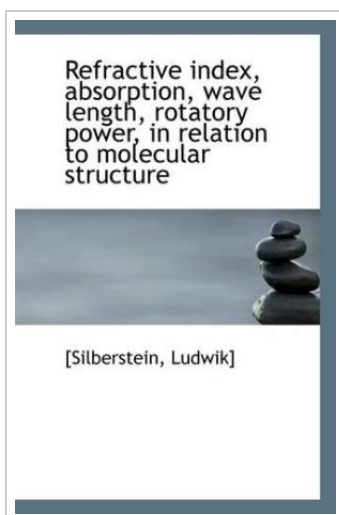 Refractive index,
absorption, wave
length, rotatory
power, in relation
to molecular
structure
[Silberstein, Ludwik]